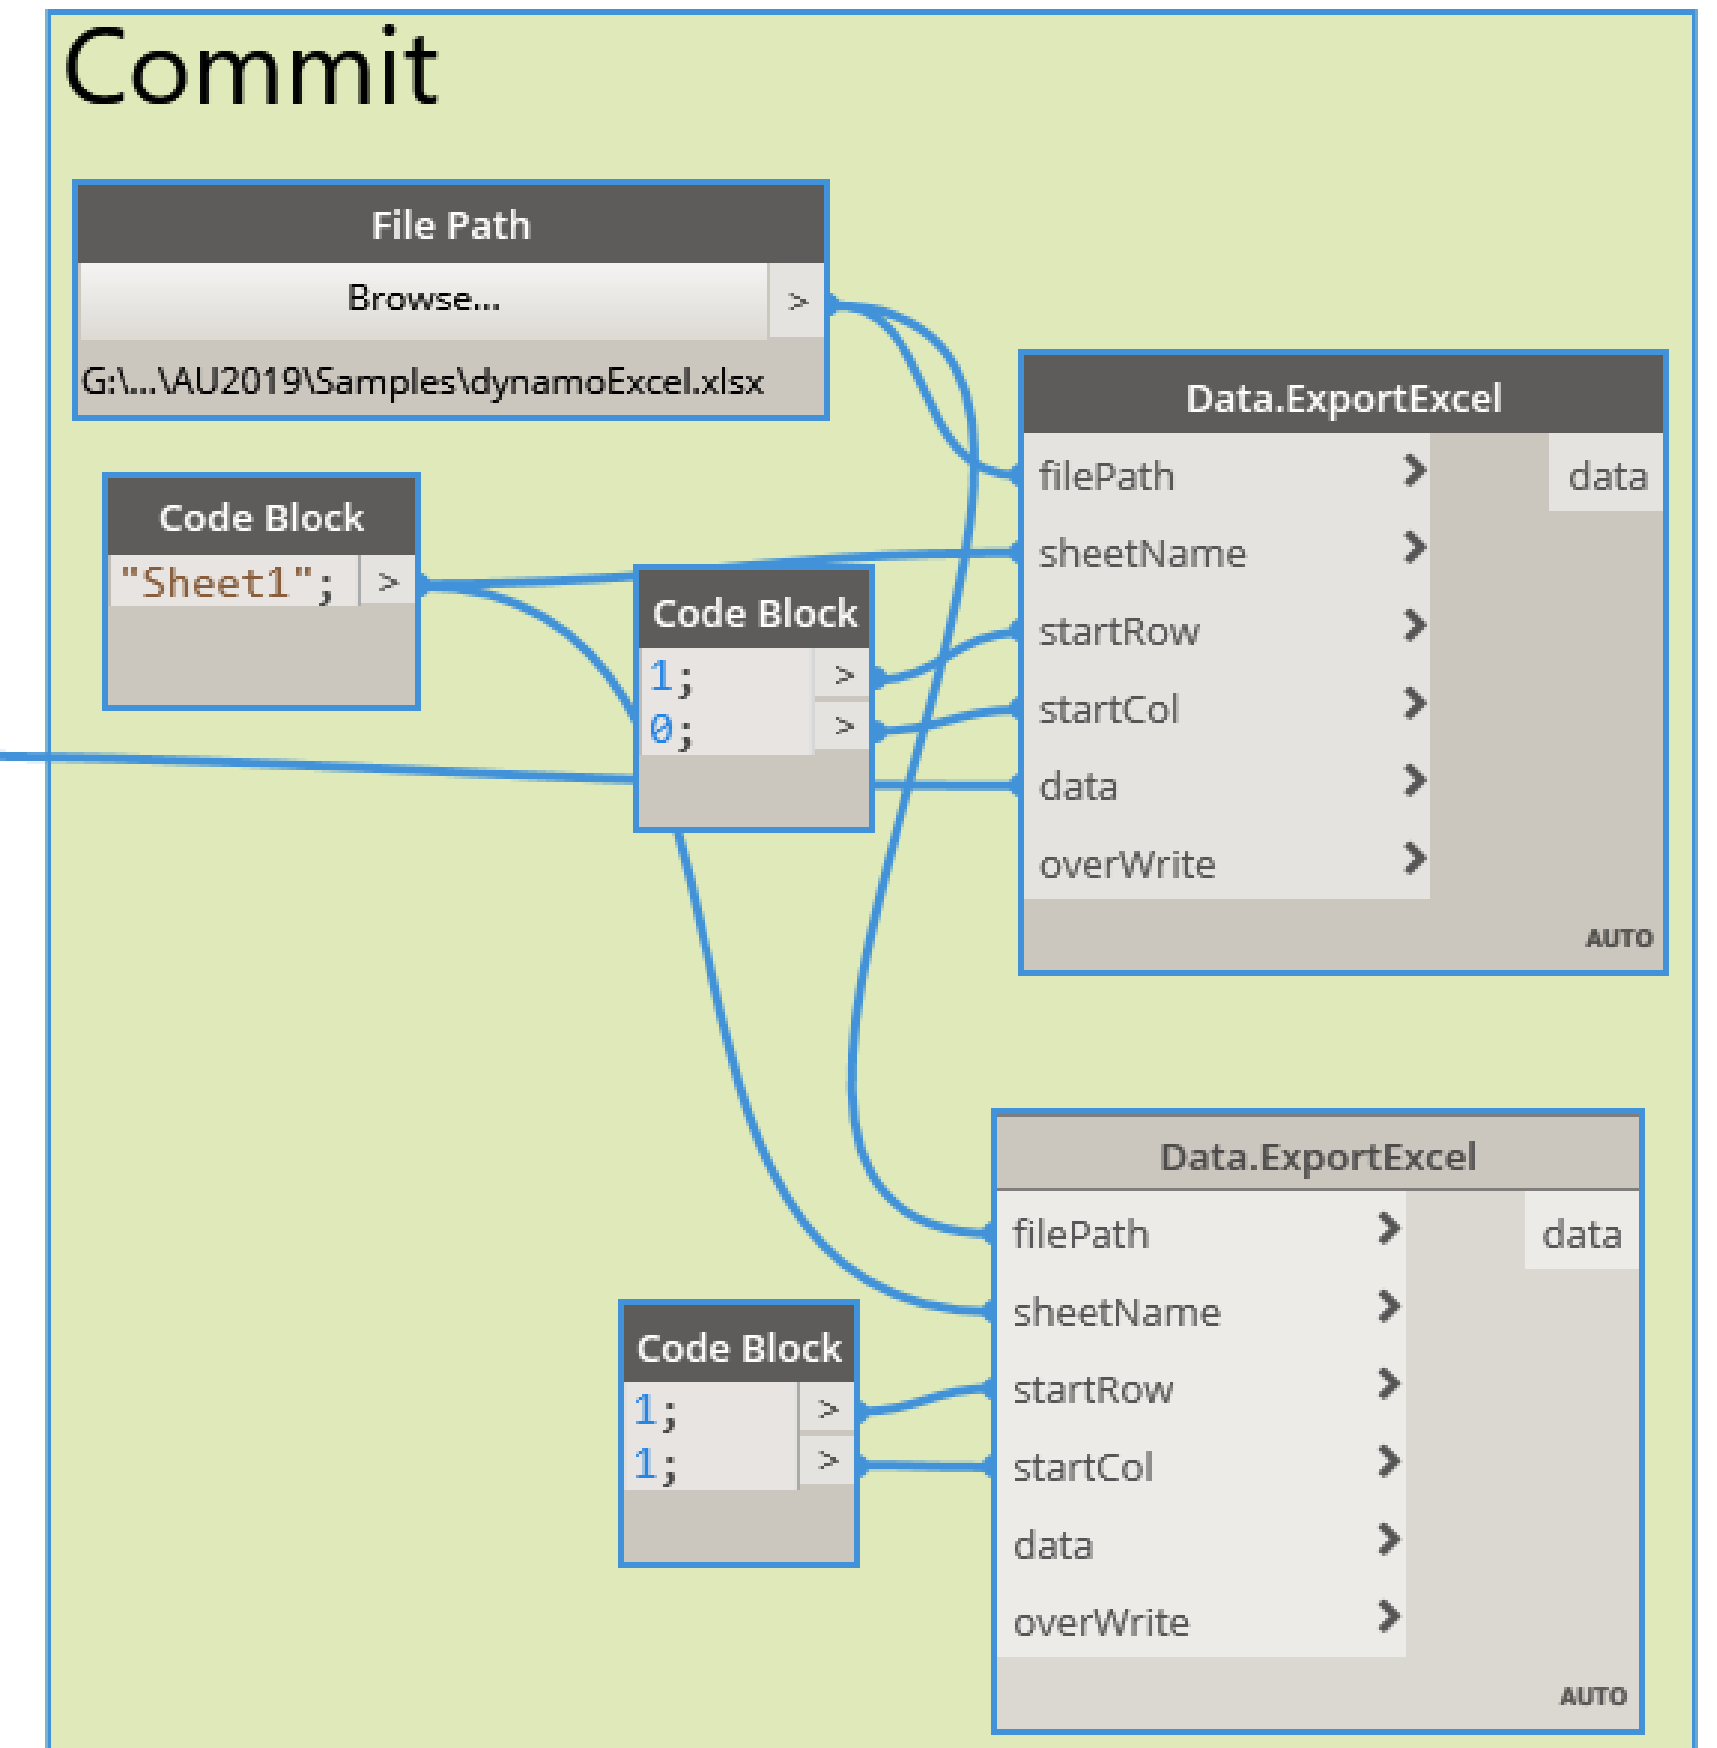 Commit
File Path
Browse...
>
G:\...\AU2019\Samples\dynamoExcel.xlsx
Code Block
"Sheet1";
>
Code Block
1;
>
0;
>
Data.ExportExcel
filePath
data
sheetName
startRow
startCol
data
overWrite
AUTO
Code Block
1;
>
1;
>
Data.ExportExcel
filePath
data
sheetName
startRow
startCol
data
overWrite
AUTO